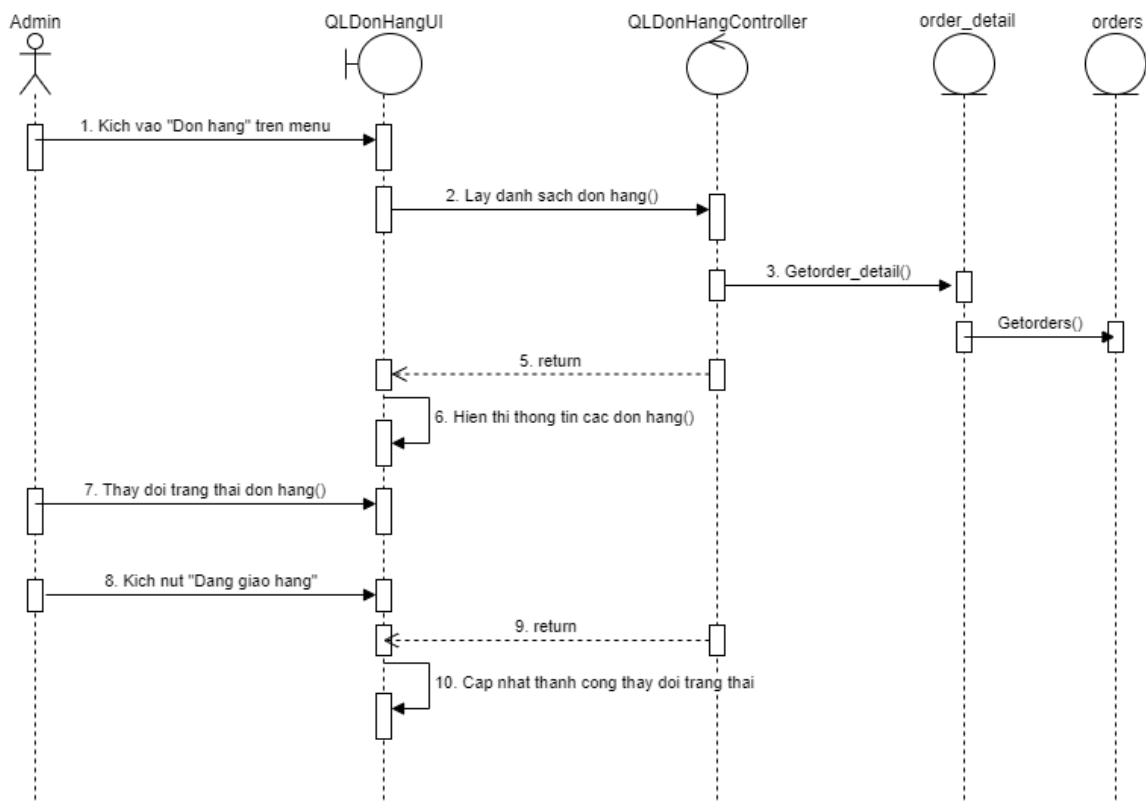 Admin
QLDonHangUI
QLDonHangController
order_detail
orders
1. Kich vao "Don hang" tren menu
2. Lay danh sach don hang()
3. Getorder_detail()
Getorders()
5. return
6. Hien thi thong tin cac don hang()
7. Thay doi trang thai don hang()
8. Kich nut "Dang giao hang"
9. return
10. Cap nhat thanh cong thay doi trang thai